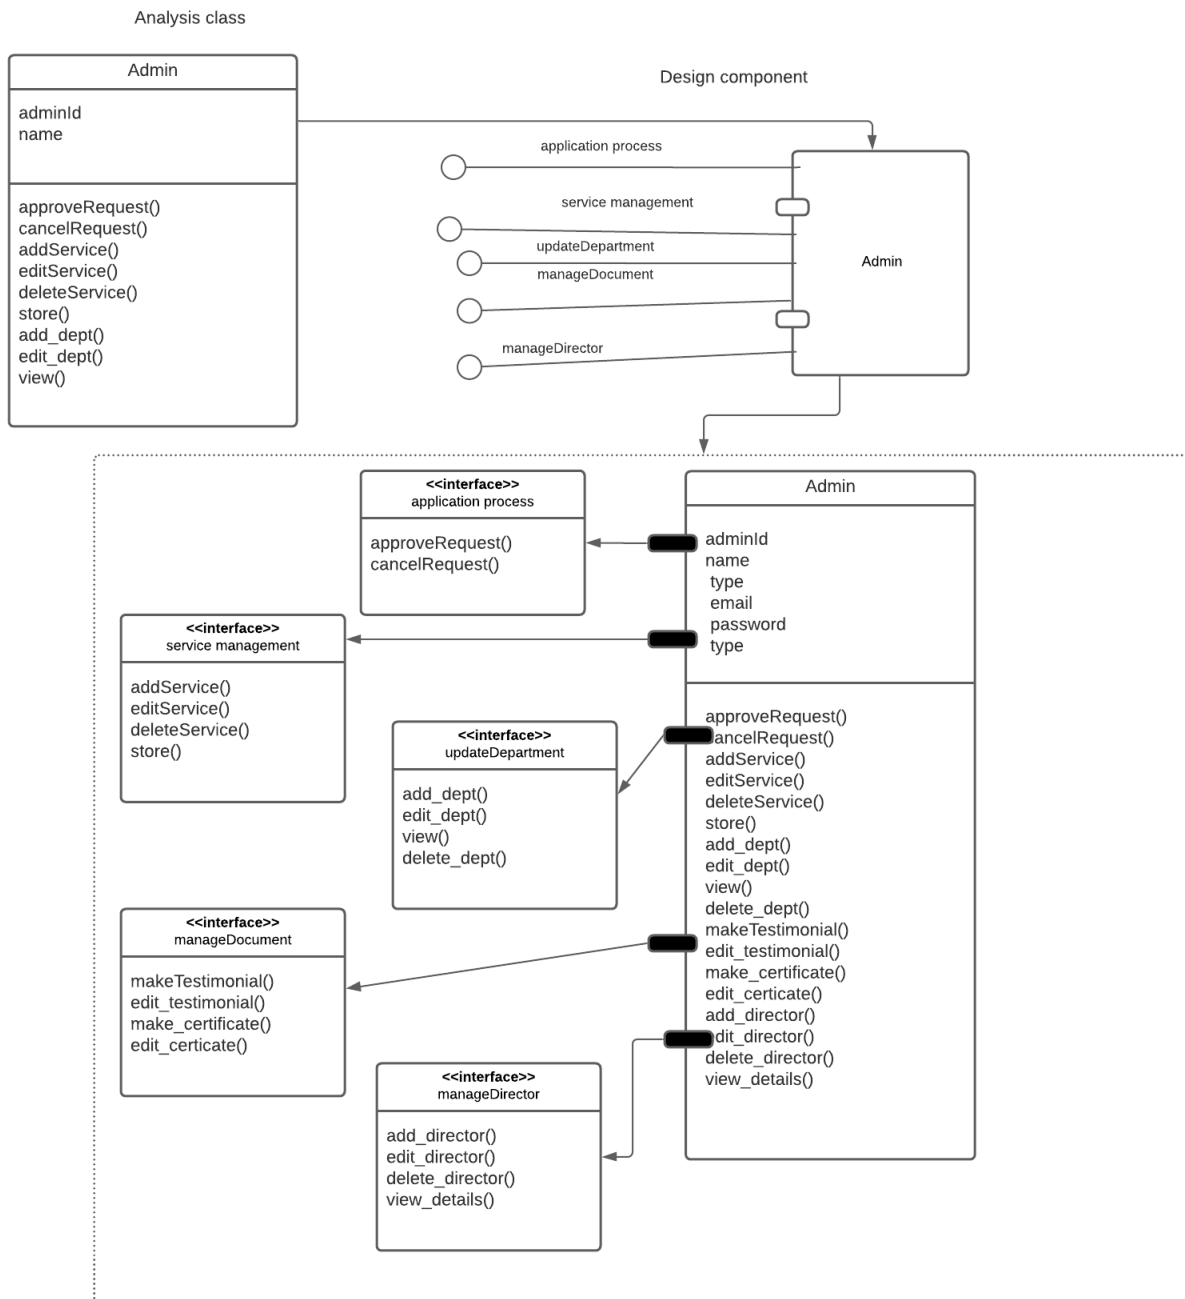 Analysis class
Admin
adminId
name
approveRequest()
cancelRequest()
addService()
editService()
deleteService()
store()
add_dept()
edit_dept()
view()
Design component
application process
service management
updateDepartment
manageDocument
manageDirector
Admin
<<interface>>
application process
approveRequest()
cancelRequest()
<<interface>>
service management
addService()
editService()
deleteService()
store()
<<interface>>
updateDepartment
add_dept()
edit_dept()
view()
delete_dept()
<<interface>>
manageDocument
makeTestimonial()
edit_testimonial()
make_certificate()
edit_certicate()
<<interface>>
manageDirector
add_director()
edit_director()
delete_director()
view_details()
Admin
adminId
name
type
email
password
type
approveRequest()
cancelRequest()
addService()
editService()
deleteService()
store()
add_dept()
edit_dept()
view()
delete_dept()
makeTestimonial()
edit_testimonial()
make_certificate()
edit_certicate()
add_director()
edit_director()
delete_director()
view_details()